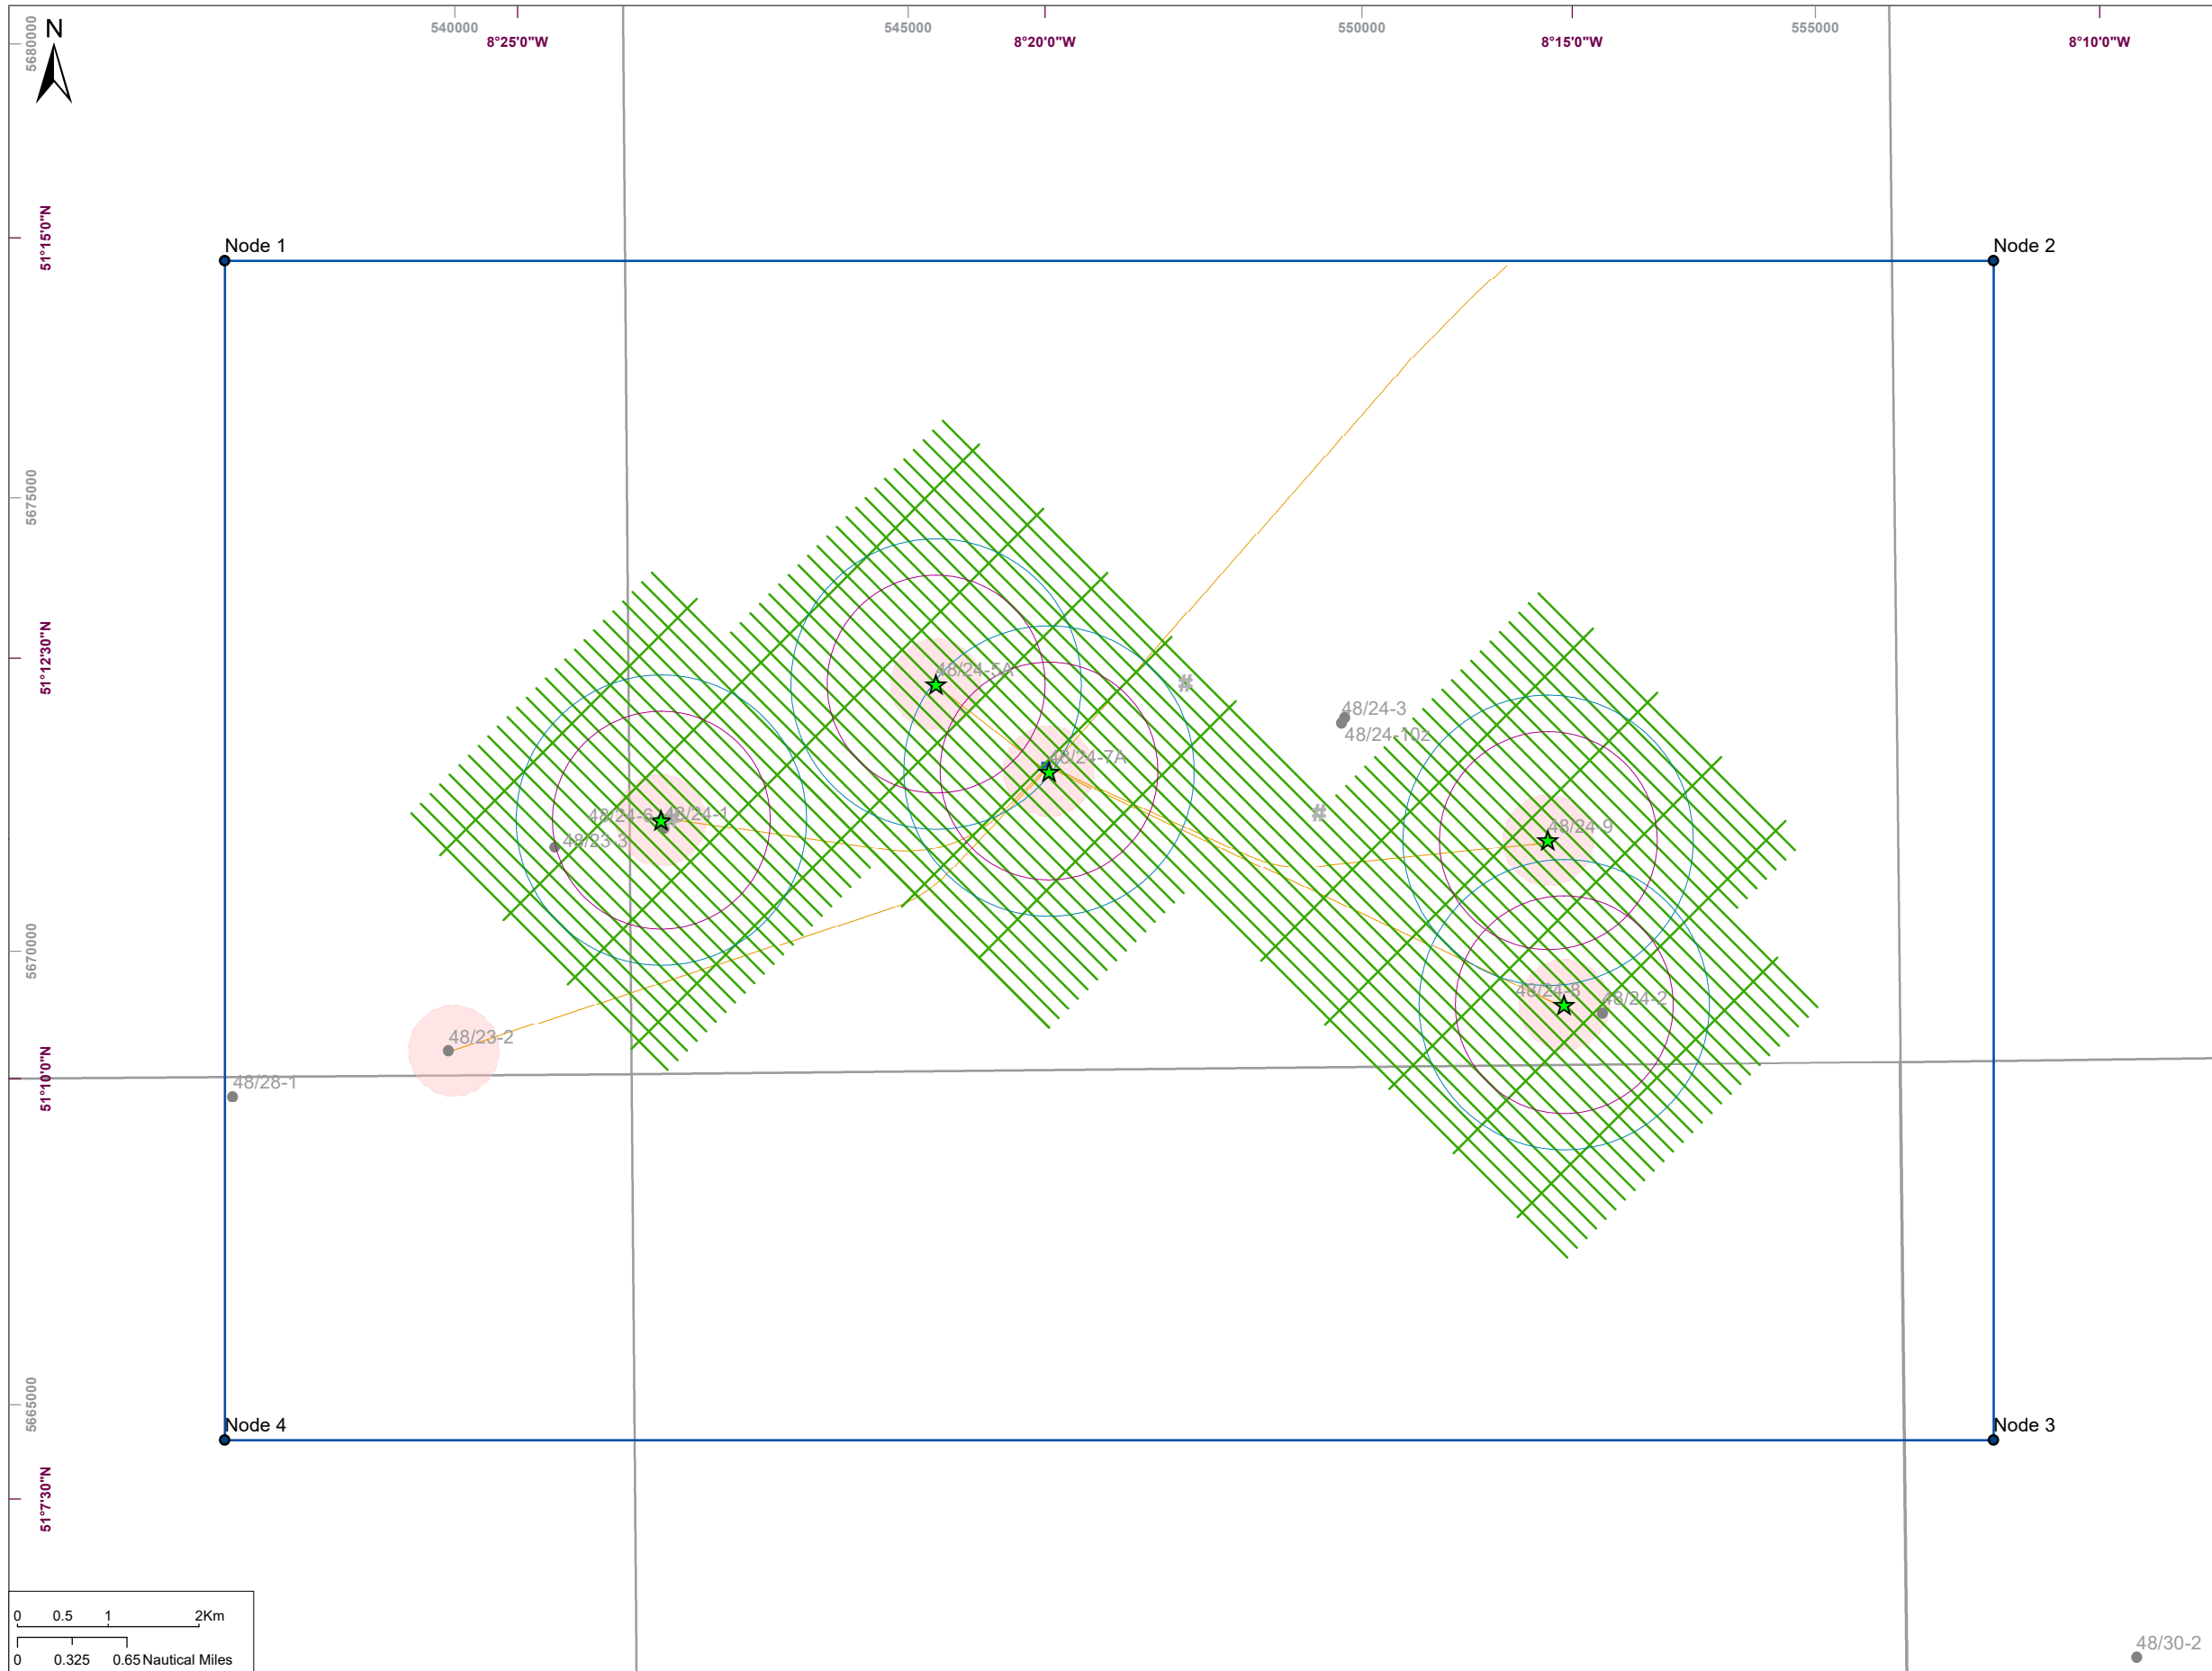 540000
545000
550000
555000
8°25'0"W
8°20'0"W
8°15'0"W
8°10'0"W
N
5680000
51°15'0"N
Node 1
Node 2
5675000
51°12'30"N
48/24-5A
#
48/24-3
48/24-10z
48/24-7A
48/24-6
#
48/24-1
#
48/24-9
48/23-3
5670000
48/24-8
48/24-2
48/23-2
51°10'0"N
48/28-1
5665000
Node 4
Node 3
51°7'30"N
0 0.5 1 2Km
0 0.325 0.65 Nautical Miles
48/30-2